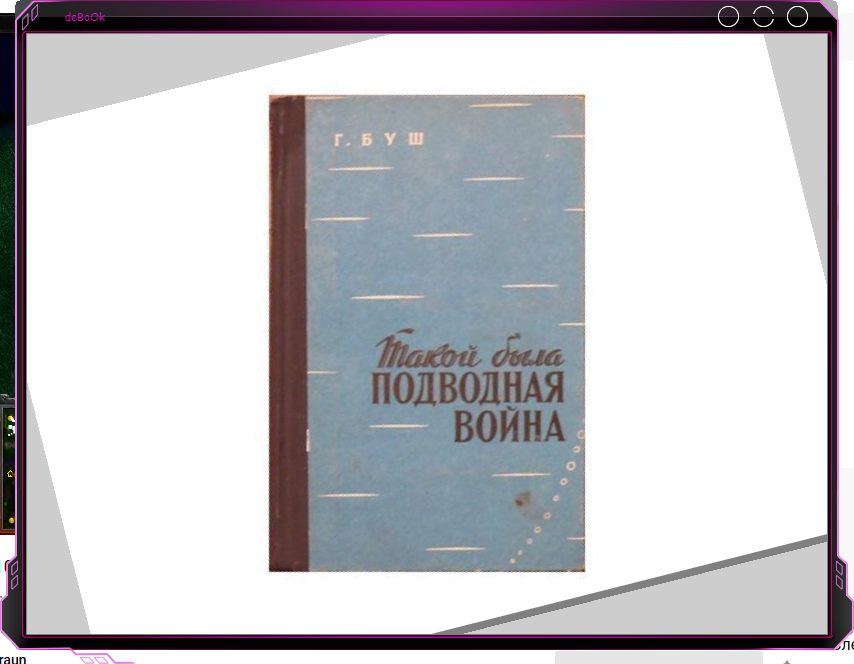 deBoOk
Г. БУШ
Такой была
ПОДВОДНАЯ
ВОЙНА
raun